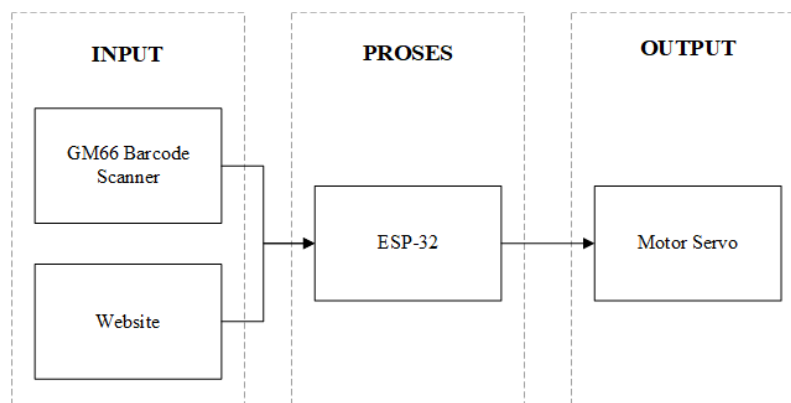 INPUT
PROSES
OUTPUT
GM66 Barcode
Scanner
Website
ESP-32
Motor Servo